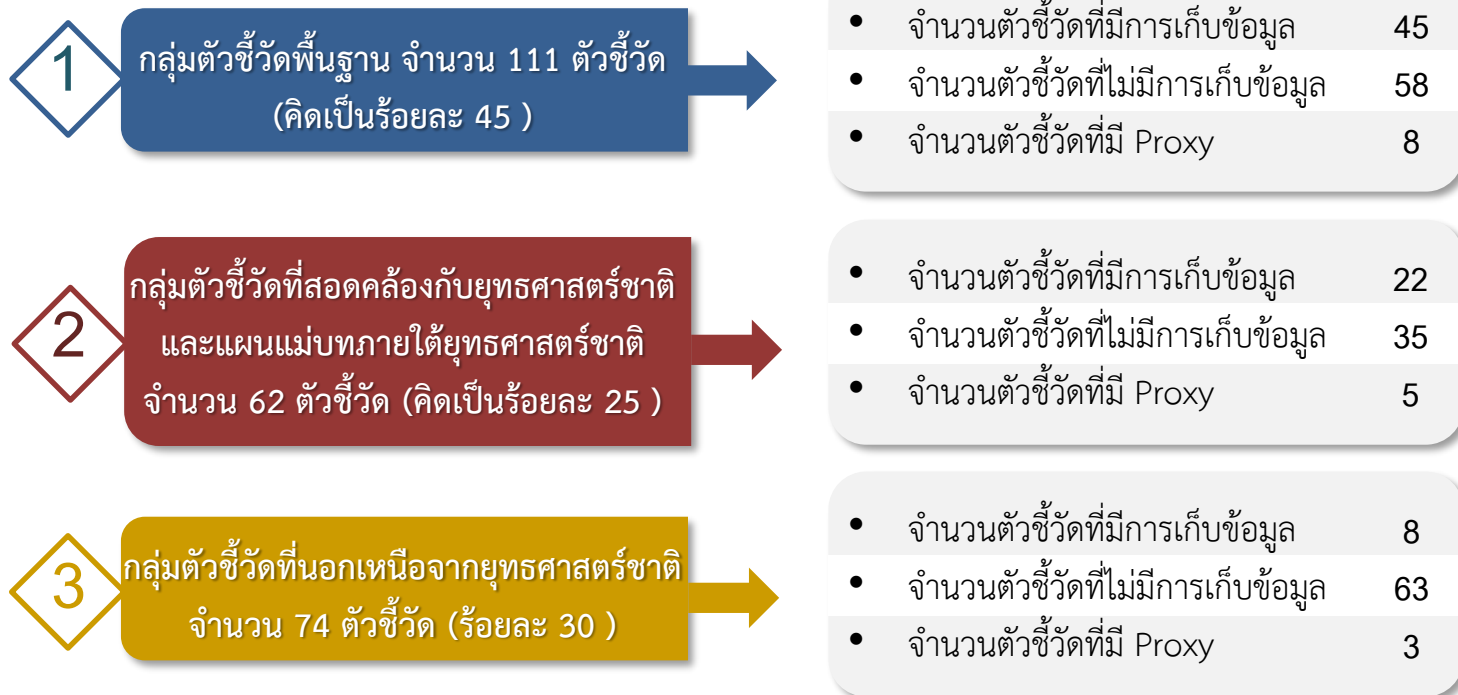 1
กลุ่มตัวชี้วัดพื้นฐาน จำนวน 111 ตัวชี้วัด
(คิดเป็นร้อยละ 45 )
• จำนวนตัวชี้วัดที่มีการเก็บข้อมูล 45
• จำนวนตัวชี้วัดที่ไม่มีการเก็บข้อมูล 58
• จำนวนตัวชี้วัดที่มี Proxy 8
2
กลุ่มตัวชี้วัดที่สอดคล้องกับยุทธศาสตร์ชาติ
และแผนแม่บทภายใต้ยุทธศาสตร์ชาติ
จำนวน 62 ตัวชี้วัด (คิดเป็นร้อยละ 25 )
• จำนวนตัวชี้วัดที่มีการเก็บข้อมูล 22
• จำนวนตัวชี้วัดที่ไม่มีการเก็บข้อมูล 35
• จำนวนตัวชี้วัดที่มี Proxy 5
3
กลุ่มตัวชี้วัดที่นอกเหนือจากยุทธศาสตร์ชาติ
จำนวน 74 ตัวชี้วัด (ร้อยละ 30 )
• จำนวนตัวชี้วัดที่มีการเก็บข้อมูล 8
• จำนวนตัวชี้วัดที่ไม่มีการเก็บข้อมูล 63
• จำนวนตัวชี้วัดที่มี Proxy 3